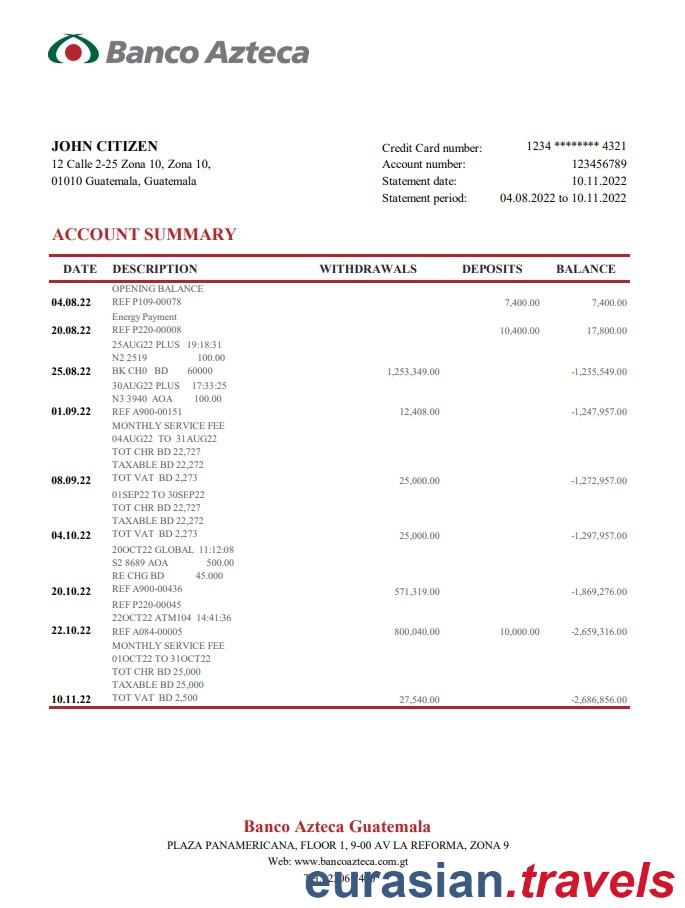 Banco Azteca
JOHN CITIZEN
12 Calle 2-25 Zona 10, Zona 10,
01010 Guatemala, Guatemala
Credit Card number: 1234 ******** 4321
Account number: 123456789
Statement date: 10.11.2022
Statement period: 04.08.2022 to 10.11.2022
ACCOUNT SUMMARY
DATE DESCRIPTION WITHDRAWALS DEPOSITS BALANCE
OPENING BALANCE
04.08.22 REF P109-00078 7,400.00 7,400.00
Energy Payment
20.08.22 REF P220-00008 10,400.00 17,800.00
25AUG22 PLUS 19:18:31
N2 2519 100.00
25.08.22 BK CH0 BD 60000 1,253,349.00 -1,235,549.00
30AUG22 PLUS 17:33:25
N3 3940 AOA 100.00
01.09.22 REF A900-00151 12,408.00 -1,247,957.00
MONTHLY SERVICE FEE
04AUG22 TO 31AUG22
TOT CHR BD 22,727
TAXABLE BD 22,272
08.09.22 TOT VAT BD 2,273 25,000.00 -1,272,957.00
01SEP22 TO 30SEP22
TOT CHR BD 22,727
TAXABLE BD 22,272
04.10.22 TOT VAT BD 2,273 25,000.00 -1,297,957.00
20OCT22 GLOBAL 11:12:08
S2 8689 AOA 500.00
RE CHG BD 45.000
20.10.22 REF A900-00436 571,319.00 -1,869,276.00
REF P220-00045
22OCT22 ATM104 14:41:36
22.10.22 REF A084-00005 800,040.00 10,000.00 -2,659,316.00
MONTHLY SERVICE FEE
01OCT22 TO 31OCT22
TOT CHR BD 25,000
TAXABLE BD 25,000
10.11.22 TOT VAT BD 2,500 27,540.00 -2,686,856.00
Banco Azteca Guatemala
PLAZA PANAMERICANA, FLOOR 1, 9-00 AV LA REFORMA, ZONA 9
Web: www.bancoazteca.com.gt
eurasian.travels